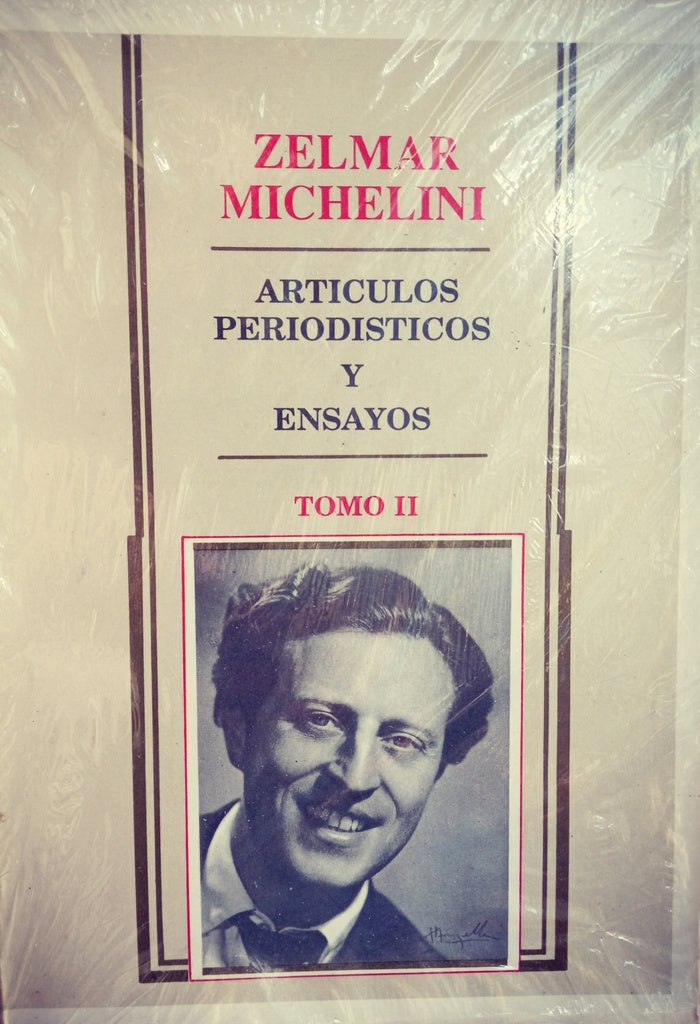 ZELMAR
MICHELINI
ARTICULOS
PERIODISTICOS
Y
ENSAYOS
TOMO II